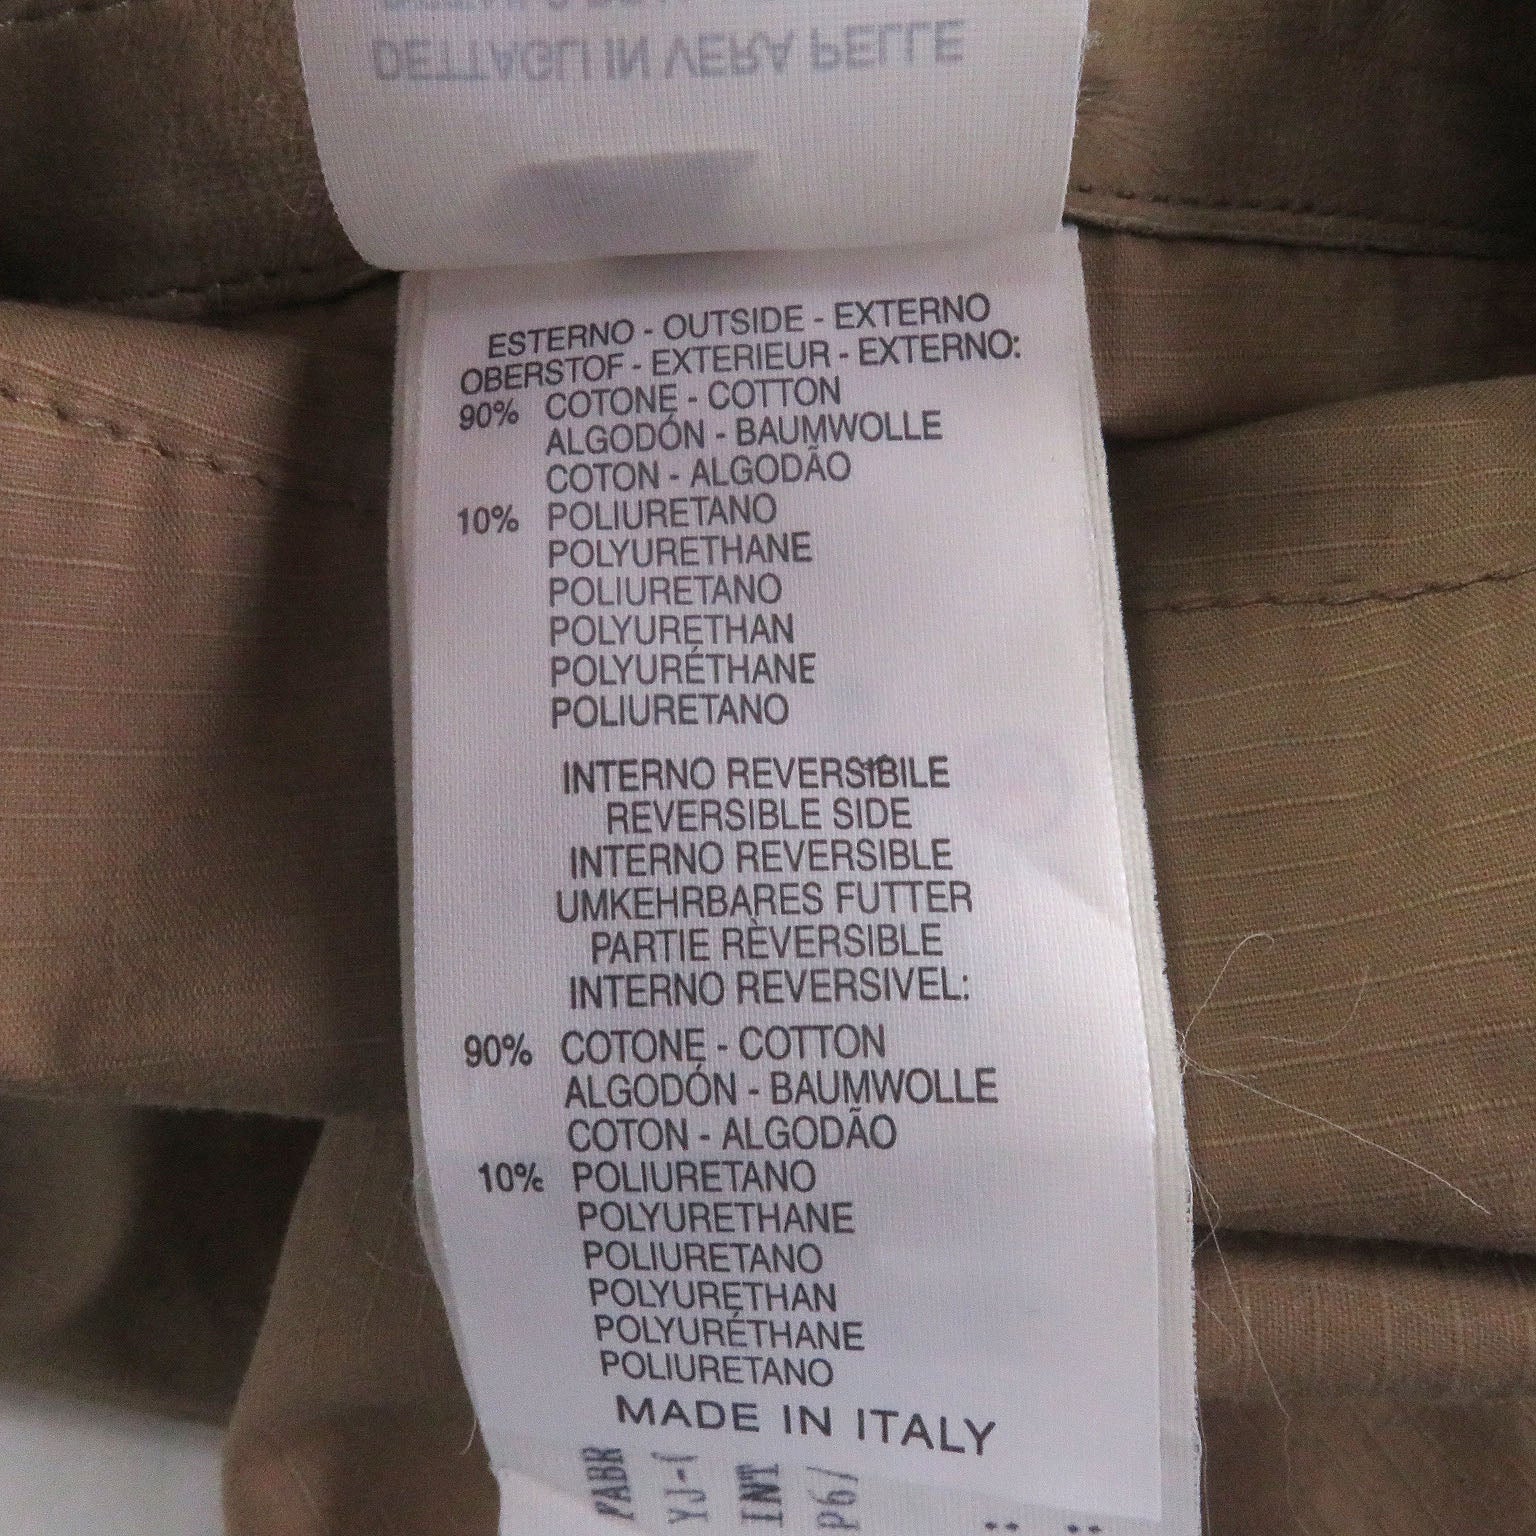 DETTAGLI IN VERA PELLE
ESTERNO - OUTSIDE - EXTERNO
OBERSTOF - EXTERIEUR - EXTERNO:
90% COTONE - COTTON
ALGODÓN - BAUMWOLLE
COTON - ALGODÃO
10% POLIURETANO
POLYURETHANE
POLIURETANO
POLYURETHAN
POLYURÉTHANE
POLIURETANO
INTERNO REVERSIBILE
REVERSIBLE SIDE
INTERNO REVERSIBLE
UMKEHRBARES FUTTER
PARTIE RÈVERSIBLE
INTERNO REVERSIVEL:
90% COTONE - COTTON
ALGODÓN - BAUMWOLLE
COTON - ALGODÃO
10% POLIURETANO
POLYURETHANE
POLIURETANO
POLYURETHAN
POLYURÉTHANE
POLIURETANO
MADE IN ITALY
INT